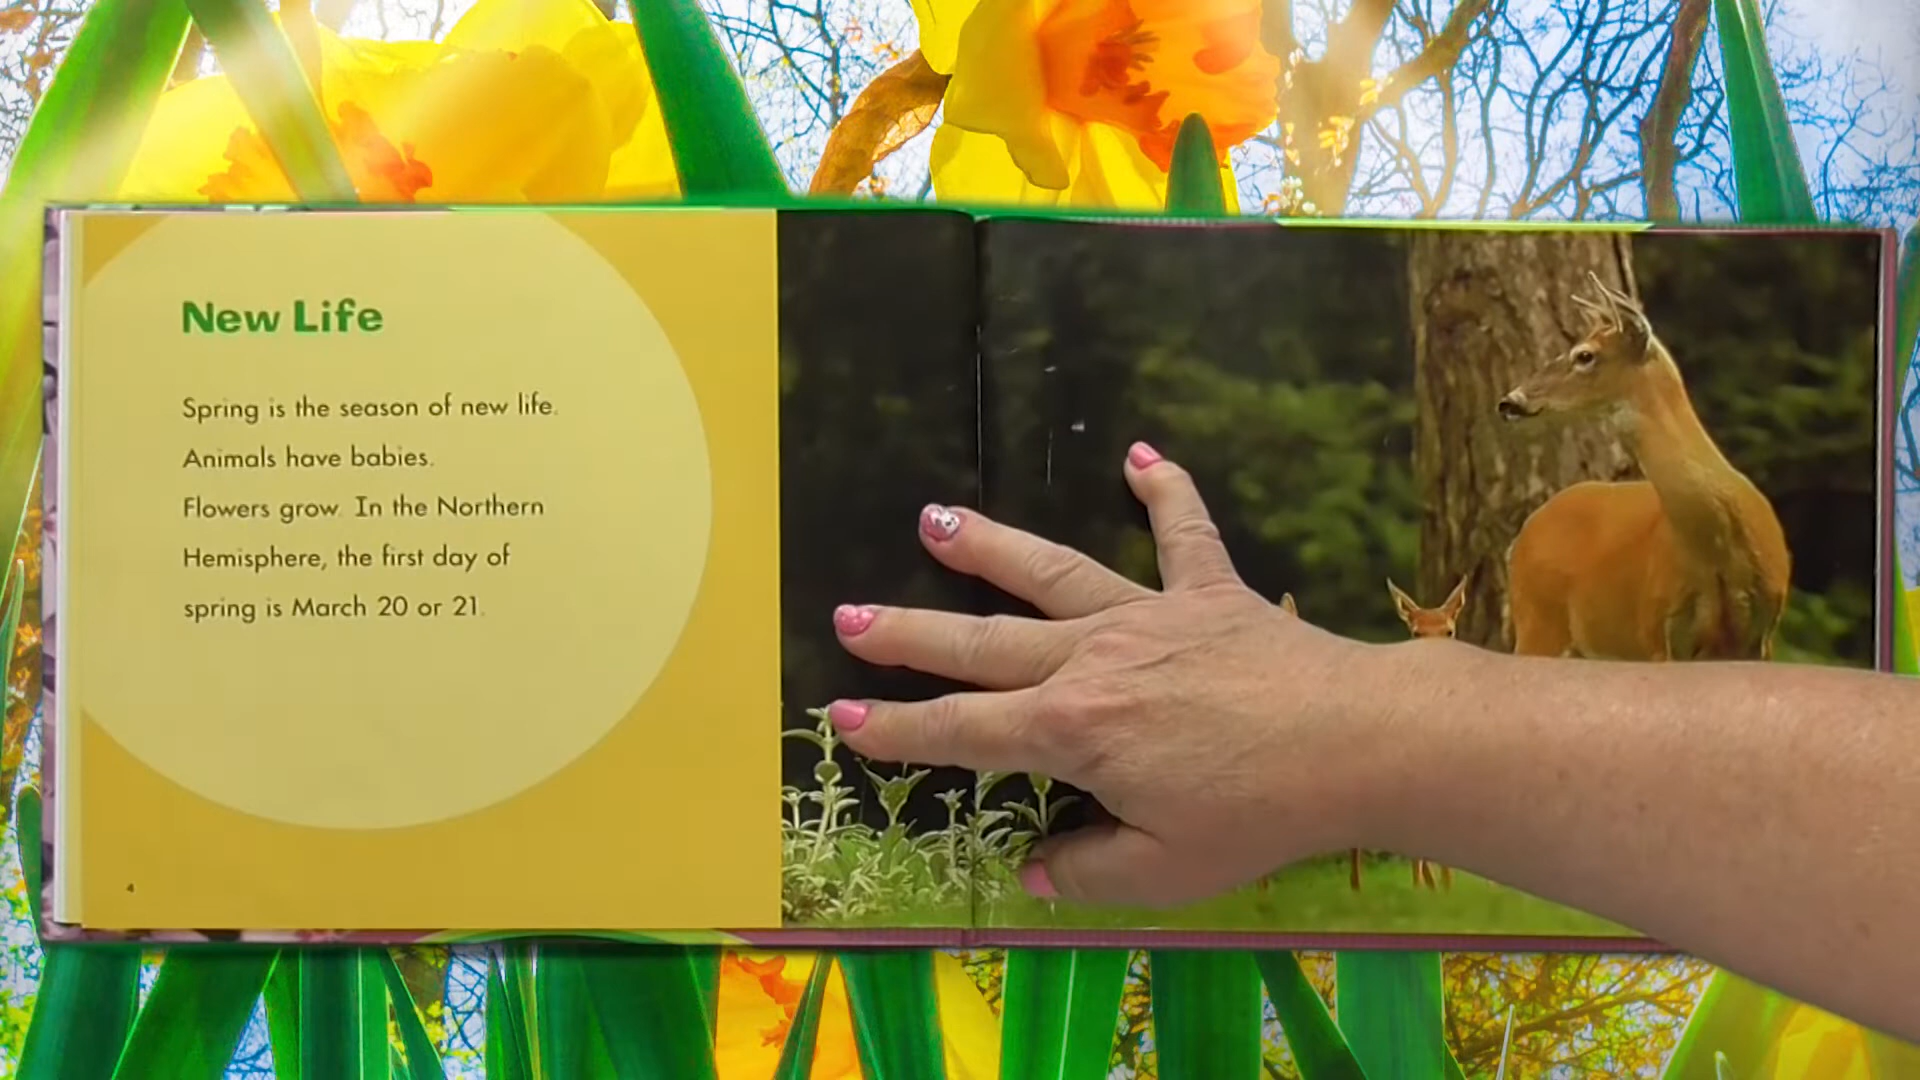 New Life
Spring is the season of new life.
Animals have babies.
Flowers grow. In the Northern
Hemisphere, the first day of
spring is March 20 or 21.
4